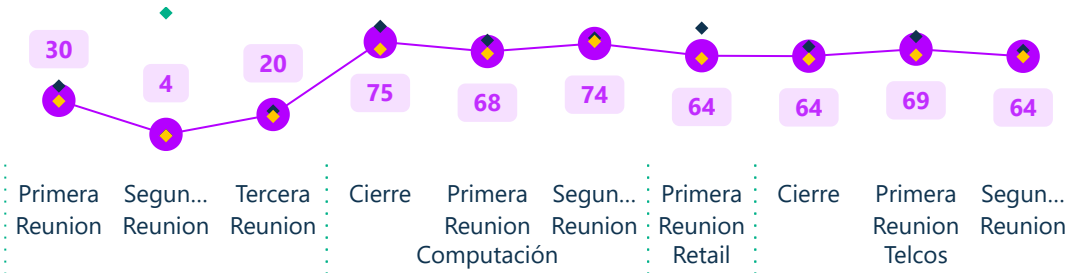 30
4
20
75
68
74
64
64
69
64
Primera Reunion
Segun... Reunion
Tercera Reunion
Cierre
Primera Reunion
Segun... Reunion
Primera Reunion
Cierre
Primera Reunion
Segun... Reunion
Computación
Retail
Telcos